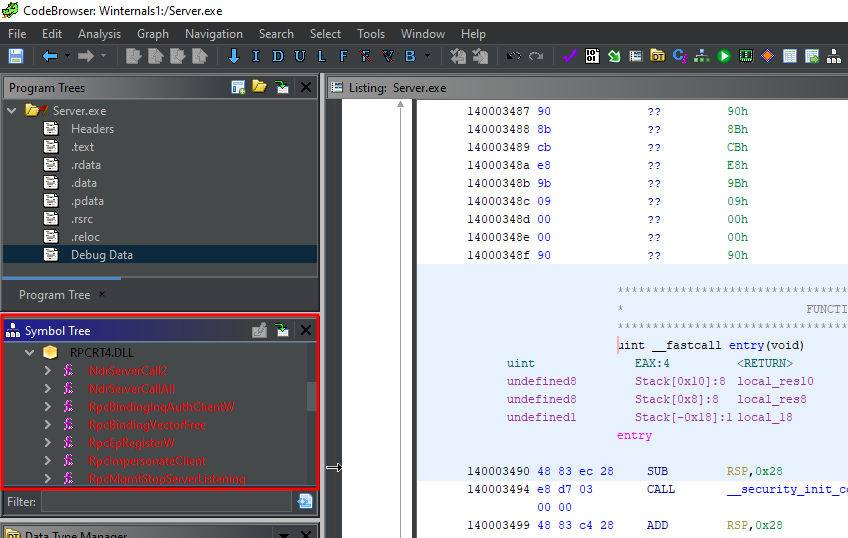 CodeBrowser: Winternals1:/Server.exe
File Edit Analysis Graph Navigation Search Select Tools Window Help
I D U L F V B
Program Trees
Server.exe
Headers
.text
.rdata
.data
.pdata
.rsrc
.reloc
Debug Data
Program Tree ×
Symbol Tree
RPCRT4.DLL
NdrServerCall2
NdrServerCallAll
RpcBindingInqAuthClientW
RpcBindingVectorFree
RpcEpRegisterW
RpcImpersonateClient
RpcMgmtStopServerListening
Filter:
Data Type Manager
Listing: Server.exe
140003487 90 ?? 90h
140003488 8b ?? 8Bh
140003489 cb ?? CBh
14000348a e8 ?? E8h
14000348b 9b ?? 9Bh
14000348c 09 ?? 09h
14000348d 00 ?? 00h
14000348e 00 ?? 00h
14000348f 90 ?? 90h
*********************************
* FUNCTI
*********************************
uint __fastcall entry(void)
uint EAX:4 <RETURN>
undefined8 Stack[0x10]:8 local_res10
undefined8 Stack[0x8]:8 local_res8
undefined1 Stack[-0x18]:1 local_18
entry
140003490 48 83 ec 28 SUB RSP,0x28
140003494 e8 d7 03 CALL __security_init_co
00 00
140003499 48 83 c4 28 ADD RSP,0x28